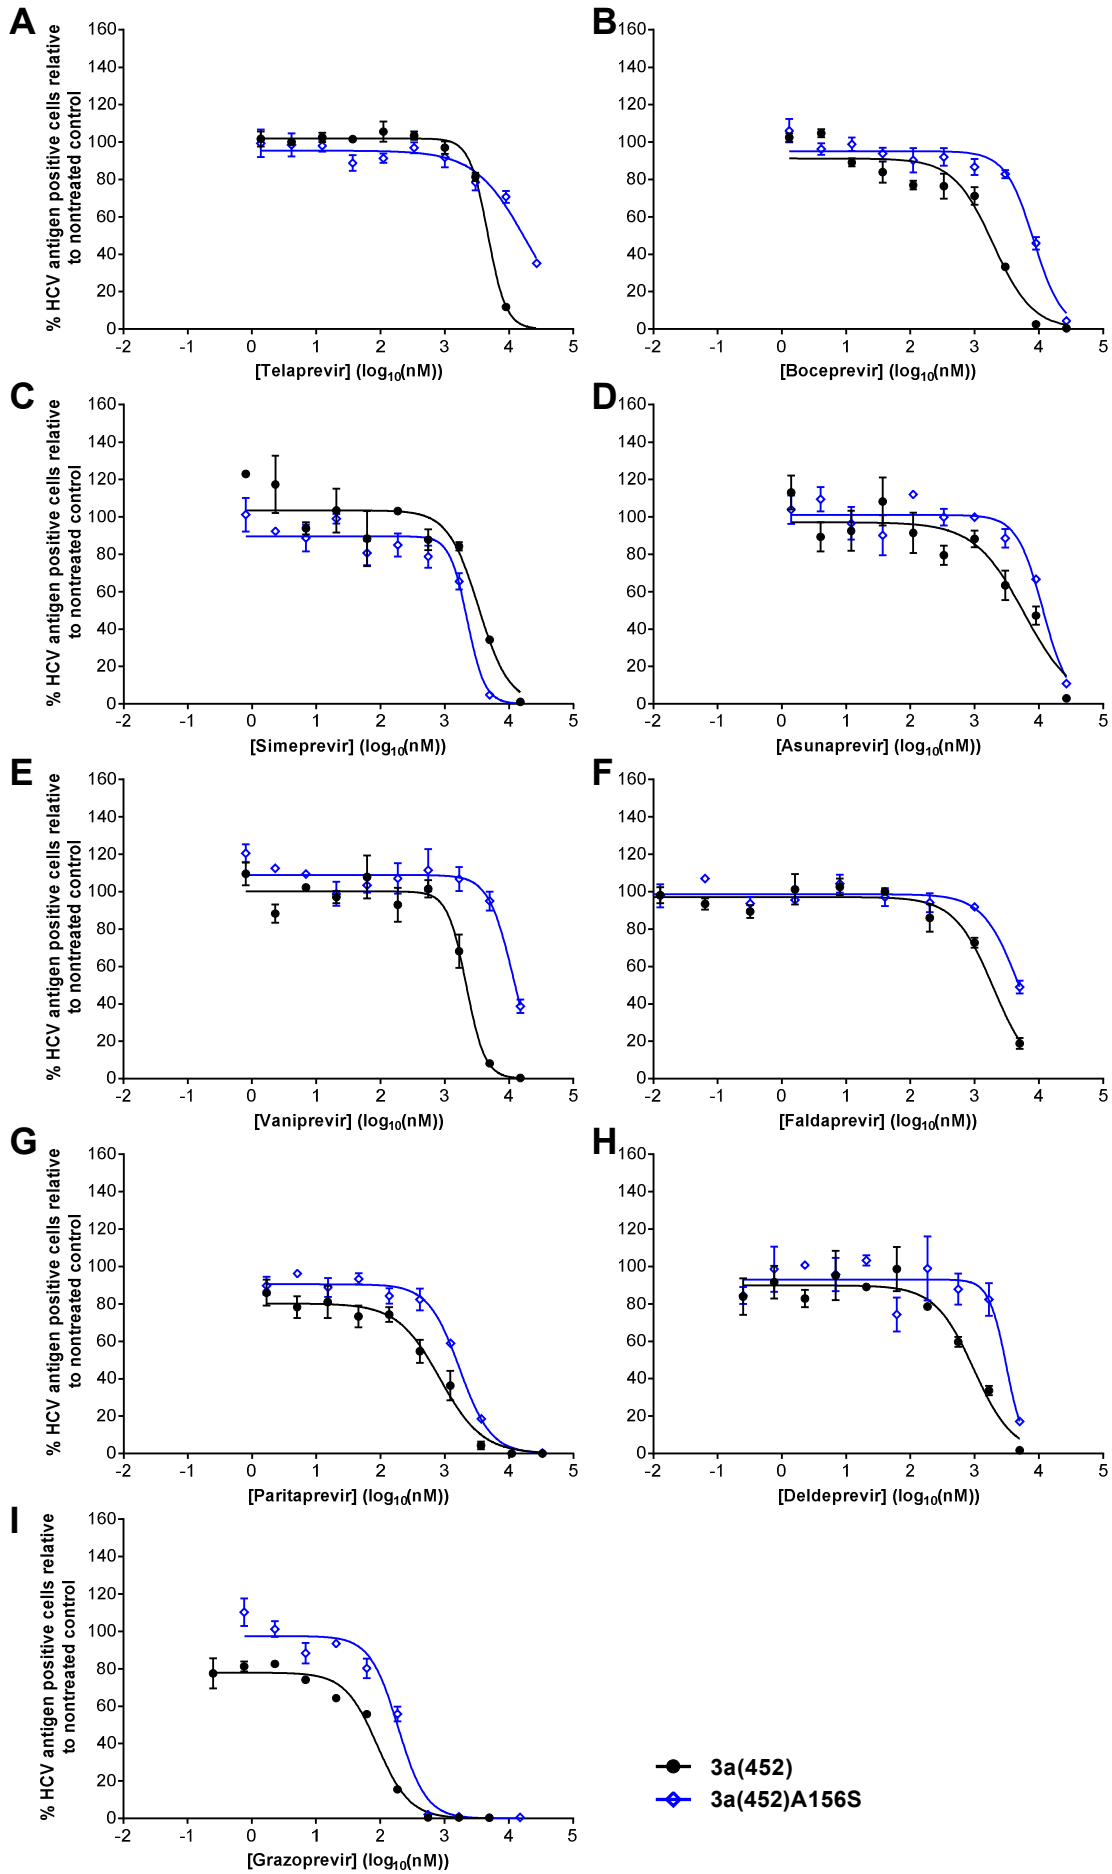 A
% HCV antigen positive cells relative
to nontreated control
160
140
120
100
80
60
40
20
0
-2 -1 0 1 2 3 4 5
[Telaprevir] (log10(nM))
B
160
140
120
100
80
60
40
20
0
-2 -1 0 1 2 3 4 5
[Boceprevir] (log10(nM))
C
% HCV antigen positive cells relative
to nontreated control
160
140
120
100
80
60
40
20
0
-2 -1 0 1 2 3 4 5
[Simeprevir] (log10(nM))
D
160
140
120
100
80
60
40
20
0
-2 -1 0 1 2 3 4 5
[Asunaprevir] (log10(nM))
E
% HCV antigen positive cells relative
to nontreated control
160
140
120
100
80
60
40
20
0
-2 -1 0 1 2 3 4 5
[Vaniprevir] (log10(nM))
F
160
140
120
100
80
60
40
20
0
-2 -1 0 1 2 3 4 5
[Faldaprevir] (log10(nM))
G
% HCV antigen positive cells relative
to nontreated control
160
140
120
100
80
60
40
20
0
-2 -1 0 1 2 3 4 5
[Paritaprevir] (log10(nM))
H
160
140
120
100
80
60
40
20
0
-2 -1 0 1 2 3 4 5
[Deldeprevir] (log10(nM))
I
% HCV antigen positive cells relative
to nontreated control
160
140
120
100
80
60
40
20
0
-2 -1 0 1 2 3 4 5
[Grazoprevir] (log10(nM))
3a(452)
3a(452)A156S